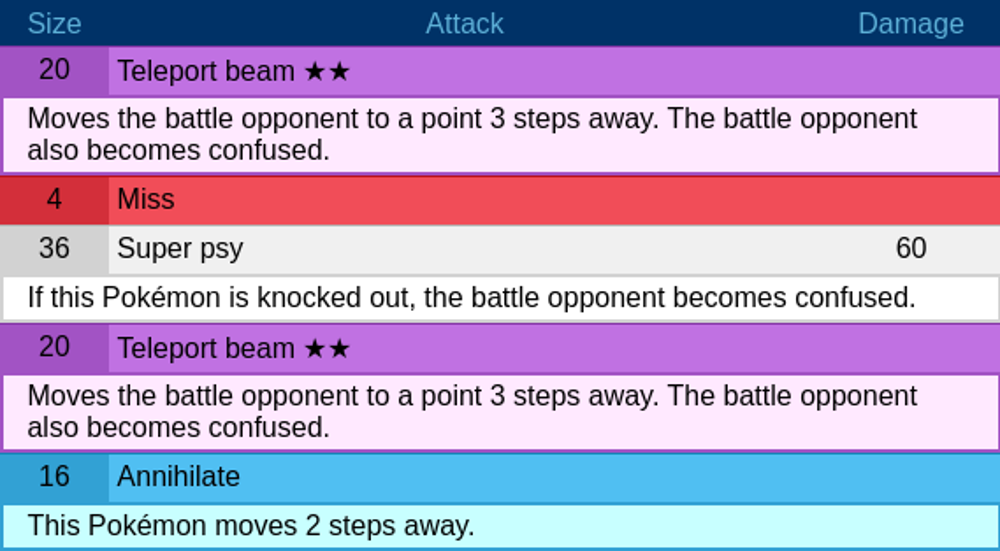 Size Attack Damage
20 Teleport beam ★★
Moves the battle opponent to a point 3 steps away. The battle opponent
also becomes confused.
4 Miss
36 Super psy 60
If this Pokémon is knocked out, the battle opponent becomes confused.
20 Teleport beam ★★
Moves the battle opponent to a point 3 steps away. The battle opponent
also becomes confused.
16 Annihilate
This Pokémon moves 2 steps away.